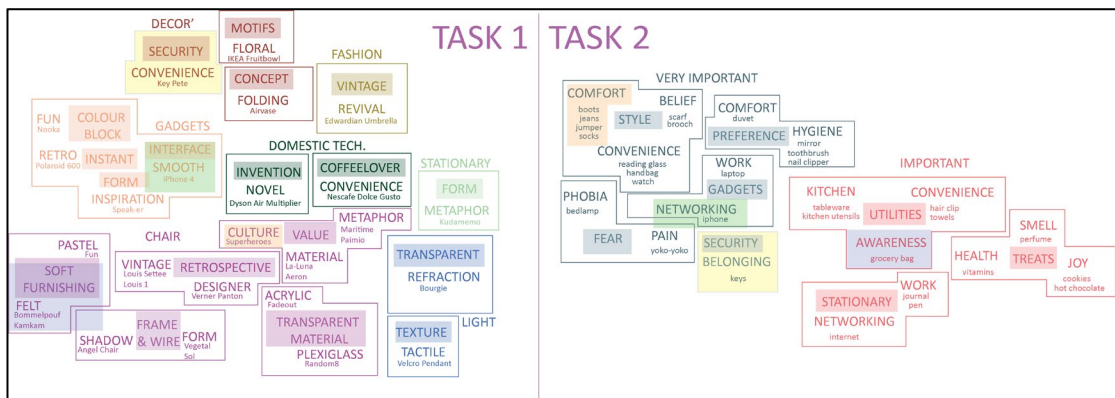 TASK 1
DECOR'
SECURITY
CONVENIENCE
Key Pete
MOTIFS
FLORAL
IKEA Fruitbowl
CONCEPT
FOLDING
Airvase
FASHION
VINTAGE
REVIVAL
Edwardian Umbrella
FUN
Nooka
COLOUR
BLOCK
GADGETS
RETRO
Polaroid 600
INSTANT
INTERFACE
SMOOTH
iPhone 4
FORM
INSPIRATION
Speak-er
DOMESTIC TECH.
INVENTION
NOVEL
Dyson Air Multiplier
COFFEELOVER
CONVENIENCE
Nescafe Dolce Gusto
STATIONARY
FORM
METAPHOR
Kudamemo
CHAIR
CULTURE
Superheroes
VALUE
METAPHOR
Maritime
Paimio
MATERIAL
La-Luna
Aeron
PASTEL
Fun
SOFT
FURNISHING
FELT
Bommelpouf
Kamkam
VINTAGE
Louis Settee
Louis 1
RETROSPECTIVE
DESIGNER
Verner Panton
SHADOW
Angel Chair
FRAME
& WIRE
FORM
Vegetal
Sol
ACRYLIC
Fadeout
TRANSPARENT
MATERIAL
PLEXIGLASS
Random8
TRANSPARENT
REFRACTION
Bourgie
LIGHT
TEXTURE
TACTILE
Velcro Pendant
TASK 2
VERY IMPORTANT
COMFORT
boots
jeans
jumper
socks
STYLE
BELIEF
scarf
brooch
CONVENIENCE
reading glass
handbag
watch
COMFORT
duvet
PREFERENCE
HYGIENE
mirror
toothbrush
nail clipper
WORK
laptop
GADGETS
NETWORKING
iphone
PHOBIA
bedlamp
FEAR
PAIN
yoko-yoko
SECURITY
BELONGING
keys
IMPORTANT
KITCHEN
tableware
kitchen utensils
UTILITIES
CONVENIENCE
hair clip
towels
AWARENESS
grocery bag
SMELL
perfume
HEALTH
vitamins
TREATS
JOY
cookies
hot chocolate
STATIONARY
WORK
journal
pen
NETWORKING
internet